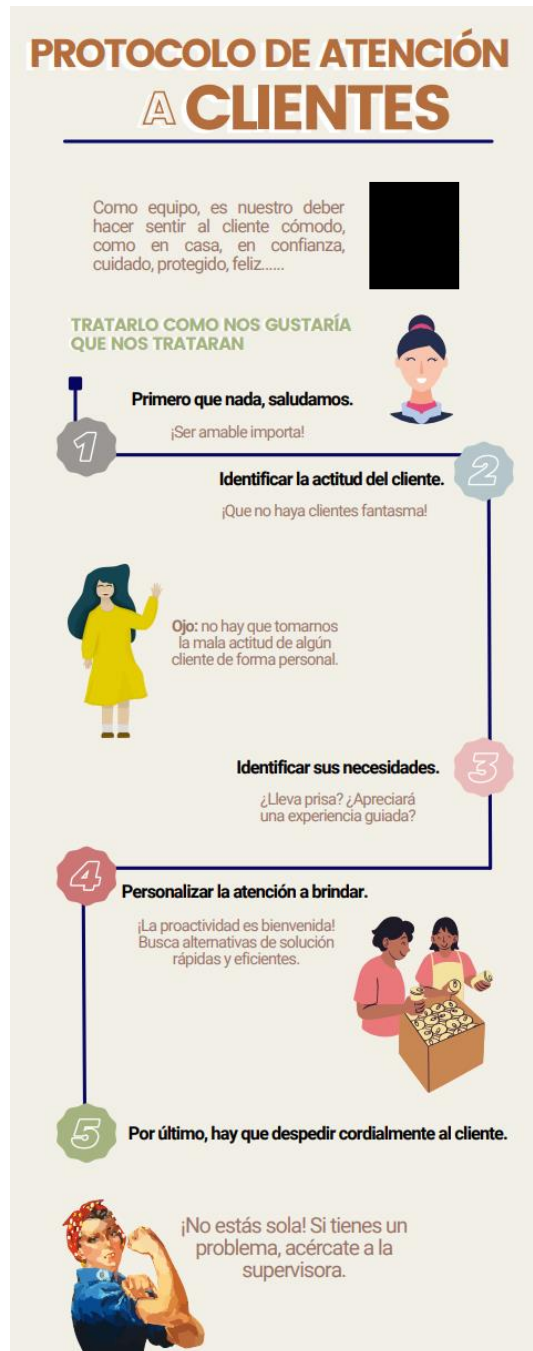 PROTOCOLO DE ATENCIÓN
A CLIENTES
Como equipo, es nuestro deber
hacer sentir al cliente cómodo,
como en casa, en confianza,
cuidado, protegido, feliz......
TRATARLO COMO NOS GUSTARÍA
QUE NOS TRATARAN
Primero que nada, saludamos.
1
¡Ser amable importa!
2
Identificar la actitud del cliente.
¡Que no haya clientes fantasma!
Ojo: no hay que tomarnos
la mala actitud de algún
cliente de forma personal.
3
Identificar sus necesidades.
¿Lleva prisa? ¿Apreciará
una experiencia guiada?
4
Personalizar la atención a brindar.
¡La proactividad es bienvenida!
Busca alternativas de solución
rápidas y eficientes.
5
Por último, hay que despedir cordialmente al cliente.
¡No estás sola! Si tienes un
problema, acércate a la
supervisora.